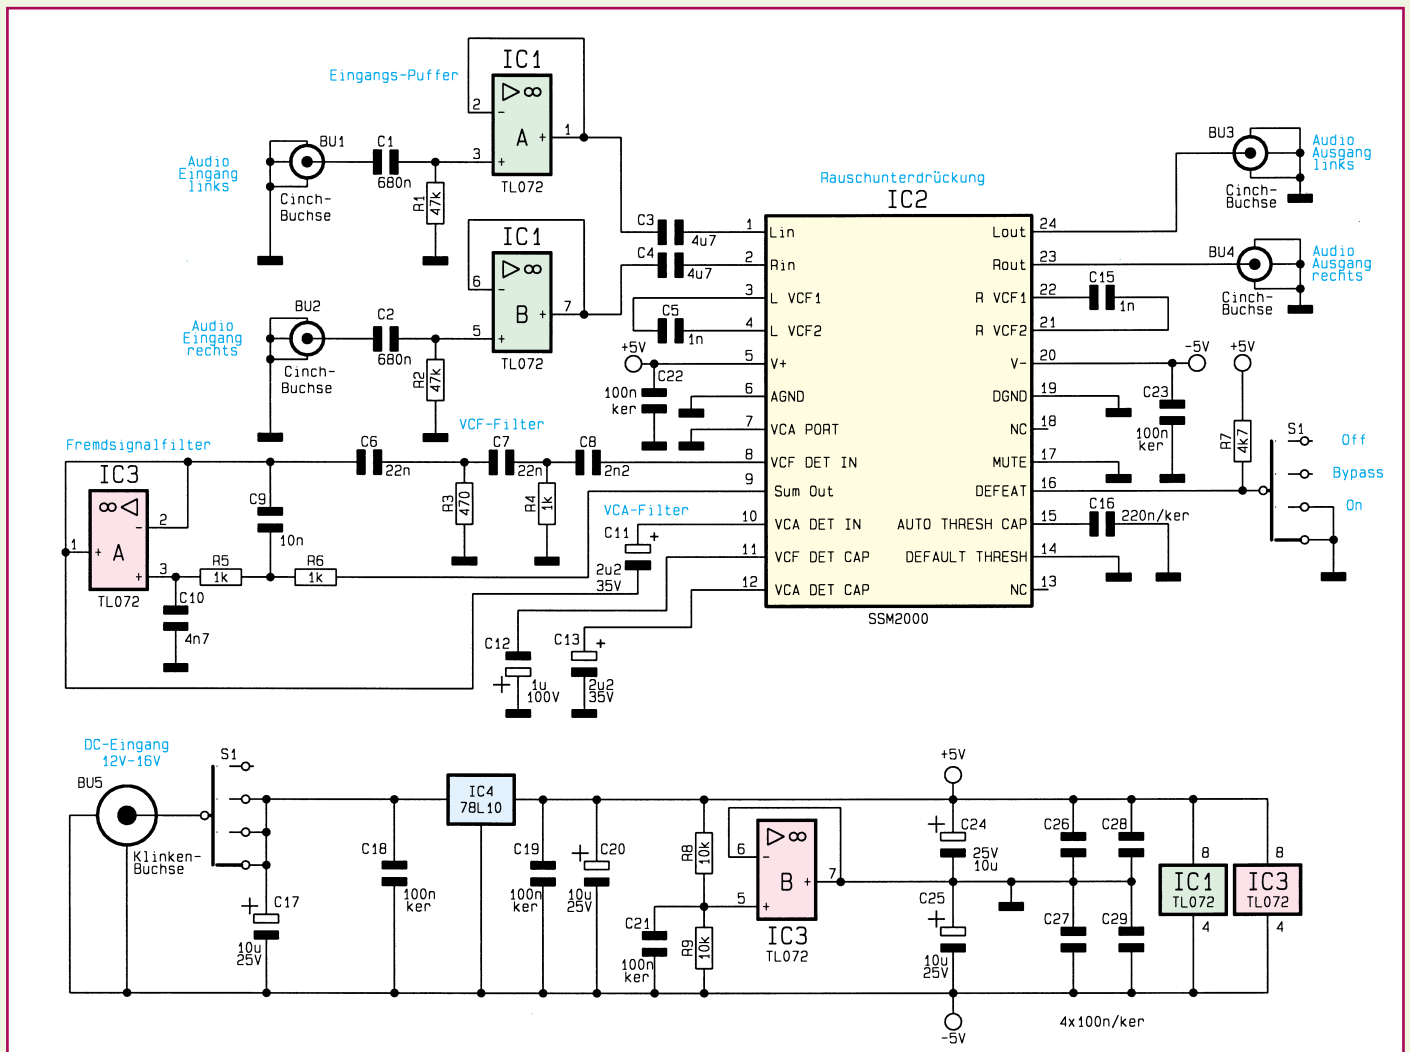 Eingangs-Puffer
IC1
2
-
A
+
1
3
+
TL072
Audio
Eingang
links
BU1
Cinch-
Buchse
C1
680n
R1
47k
IC1
6
-
B
+
7
5
+
TL072
Audio
Eingang
rechts
BU2
Cinch-
Buchse
C2
680n
R2
47k
C3
4u7
C4
4u7
C5
1n
+5V
C22
100n
ker
Rauschunterdrückung
IC2
1
Lin
2
Rin
3
L VCF1
4
L VCF2
5
V+
6
AGND
7
VCA PORT
8
VCF DET IN
9
Sum Out
10
VCA DET IN
11
VCF DET CAP
12
VCA DET CAP
Lout
24
Rout
23
R VCF1
22
R VCF2
21
V-
20
DGND
19
NC
18
MUTE
17
DEFEAT
16
AUTO THRESH CAP
15
DEFAULT THRESH
14
NC
13
SSM2000
BU3
Cinch-
Buchse
Audio
Ausgang
links
BU4
Cinch-
Buchse
Audio
Ausgang
rechts
C15
1n
-5V
+5V
C23
100n
ker
R7
4k7
S1
Off
Bypass
On
C16
220n/ker
Fremdsignalfilter
IC3
2
-
1
+
A
3
+
TL072
C9
10n
R5
1k
R6
1k
C10
4n7
VCF-Filter
C6
22n
C7
22n
C8
2n2
R3
470
R4
1k
VCA-Filter
C11
+
2u2
35V
C12
+
1u
100V
C13
+
2u2
35V
DC-Eingang
12V-16V
BU5
Klinken-
Buchse
S1
C17
+
10u
25V
C18
100n
ker
IC4
78L10
C19
100n
ker
C20
+
10u
25V
R8
10k
R9
10k
C21
100n
ker
6
-
B
+
7
5
+
IC3
TL072
+5V
C24
+
25V
10u
C25
+
10u
25V
-5V
C26
C28
C27
C29
4x100n/ker
8
IC1
TL072
4
8
IC3
TL072
4